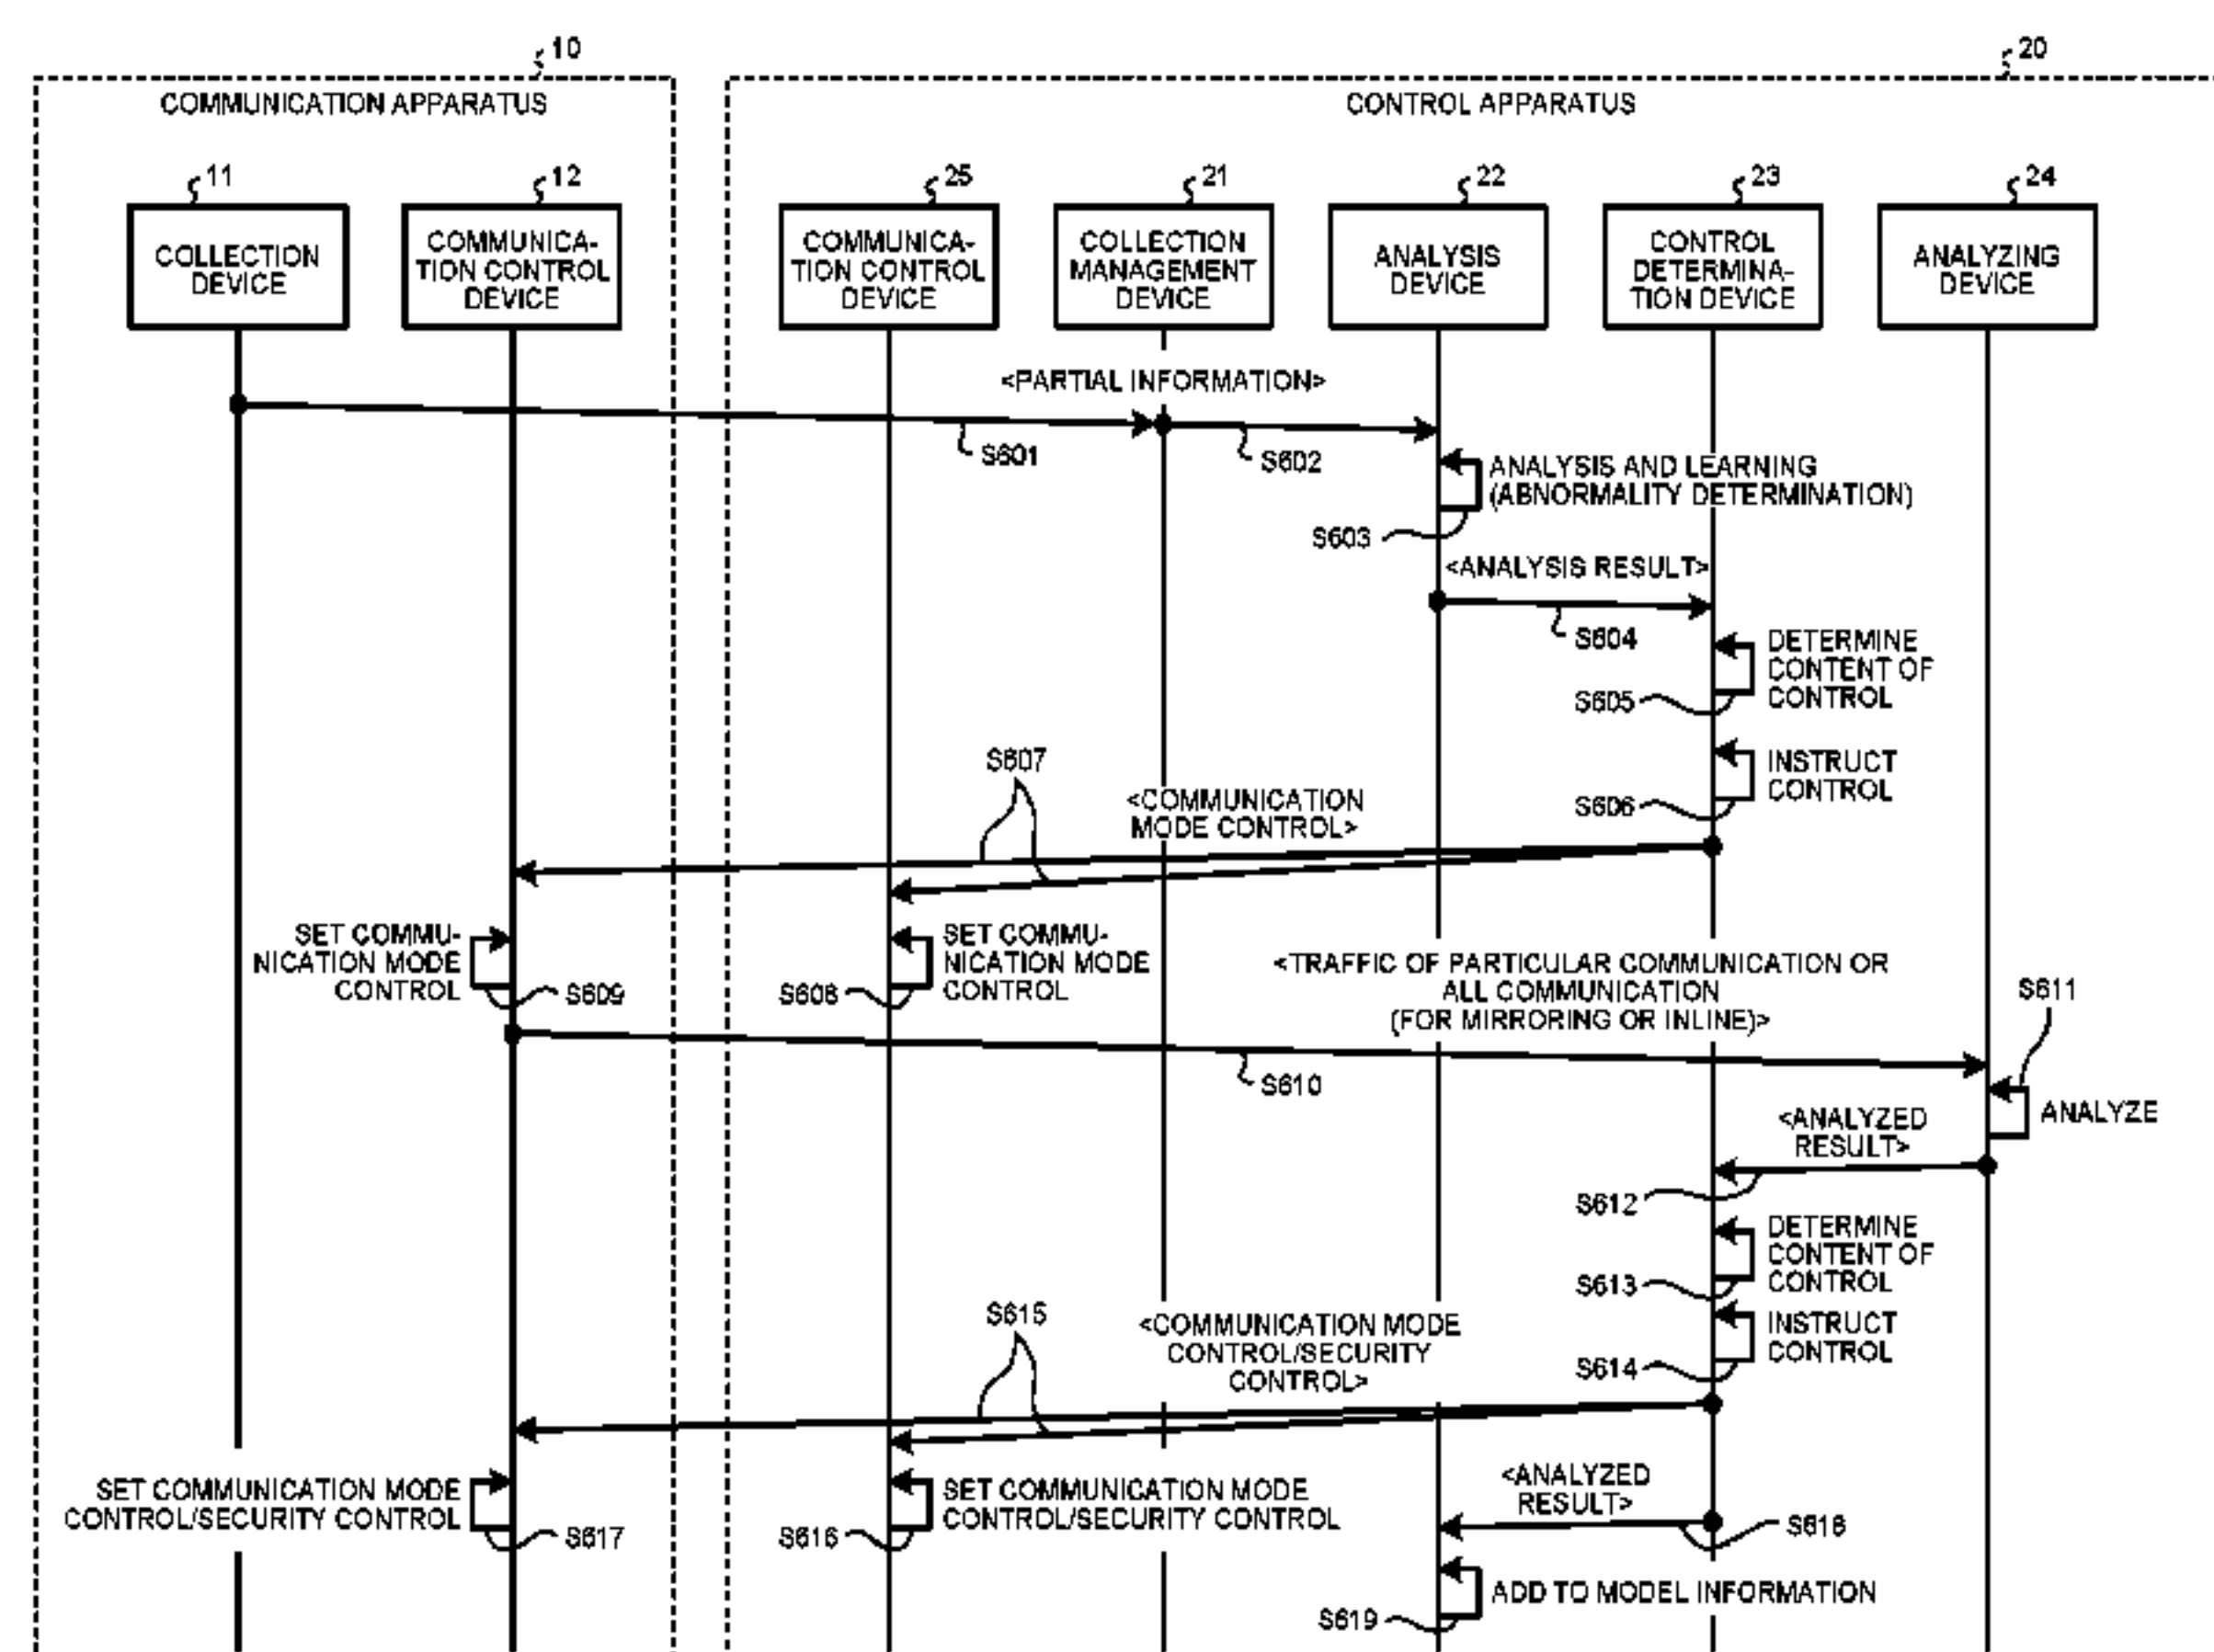 10
20
COMMUNICATION APPARATUS
CONTROL APPARATUS
11
12
25
21
22
23
24
COLLECTION
DEVICE
COMMUNICA-
TION CONTROL
DEVICE
COMMUNICA-
TION CONTROL
DEVICE
COLLECTION
MANAGEMENT
DEVICE
ANALYSIS
DEVICE
CONTROL
DETERMINA-
TION DEVICE
ANALYZING
DEVICE
<PARTIAL INFORMATION>
S601
S602
ANALYSIS AND LEARNING
(ABNORMALITY DETERMINATION)
S603
<ANALYSIS RESULT>
S604
DETERMINE
CONTENT OF
CONTROL
S605
INSTRUCT
CONTROL
S606
S607
<COMMUNICATION
MODE CONTROL>
SET COMMU-
NICATION MODE
CONTROL
S609
SET COMMU-
NICATION MODE
CONTROL
S608
<TRAFFIC OF PARTICULAR COMMUNICATION OR
ALL COMMUNICATION
(FOR MIRRORING OR INLINE)>
S610
S611
ANALYZE
<ANALYZED
RESULT>
S612
DETERMINE
CONTENT OF
CONTROL
S613
INSTRUCT
CONTROL
S614
S615
<COMMUNICATION MODE
CONTROL/SECURITY
CONTROL>
SET COMMUNICATION MODE
CONTROL/SECURITY CONTROL
S617
SET COMMUNICATION MODE
CONTROL/SECURITY CONTROL
S616
<ANALYZED
RESULT>
S618
ADD TO MODEL INFORMATION
S619